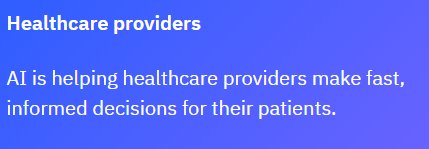 Healthcare providers
AI is helping healthcare providers make fast,
informed decisions for their patients.